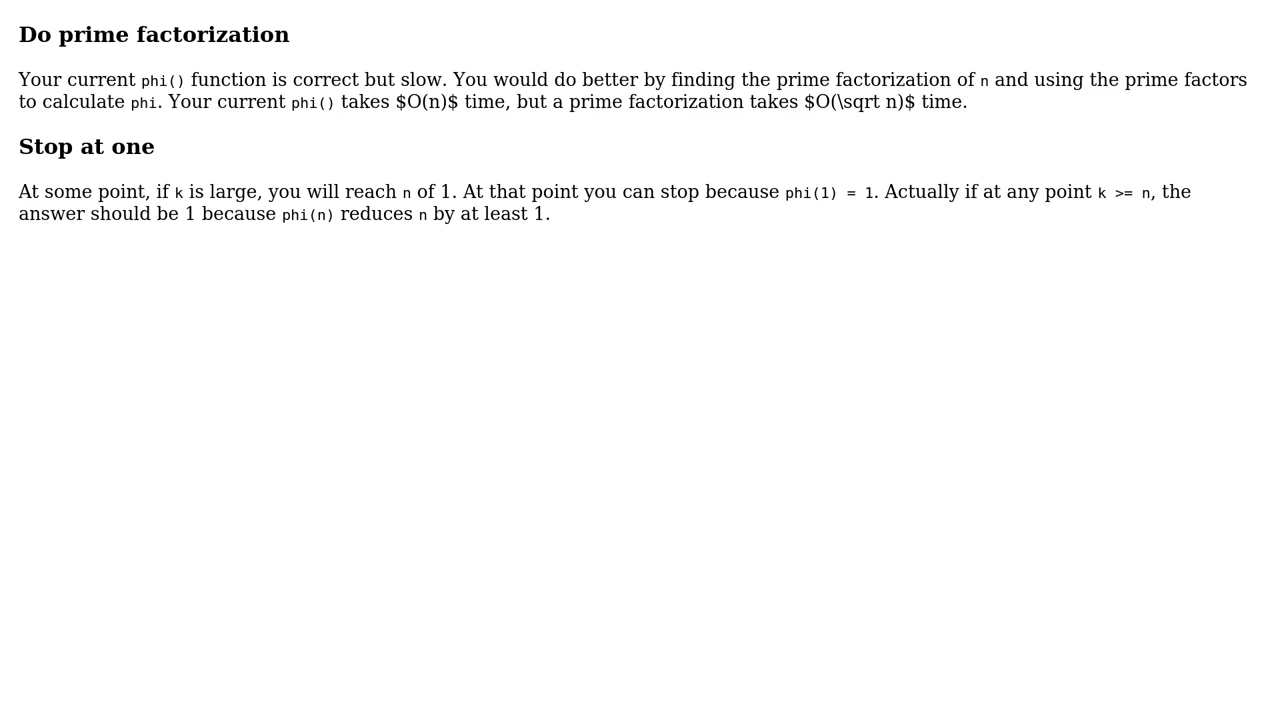 Do prime factorization
Your current phi() function is correct but slow. You would do better by finding the prime factorization of n and using the prime factors
to calculate phi. Your current phi() takes $O(n)$ time, but a prime factorization takes $O(\sqrt n)$ time.
Stop at one
At some point, if k is large, you will reach n of 1. At that point you can stop because phi(1) = 1. Actually if at any point k >= n, the
answer should be 1 because phi(n) reduces n by at least 1.